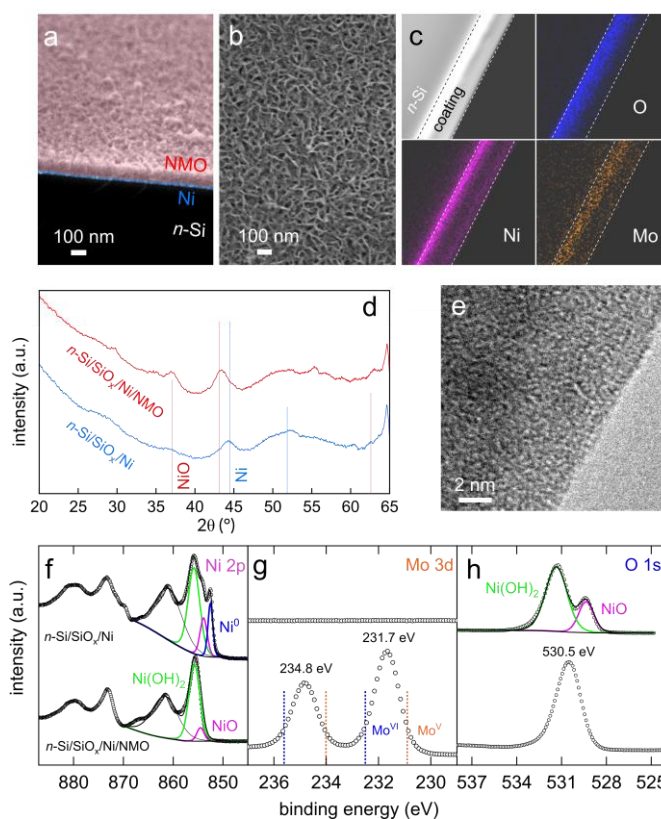 a
NMO
Ni
n-Si
100 nm
b
100 nm
c
n-Si
coating
O
Ni
Mo
d
n-Si/SiOₓ/Ni/NMO
n-Si/SiOₓ/Ni
NiO
Ni
intensity (a.u.)
20 25 30 35 40 45 50 55 60 65
2θ (°)
e
2 nm
f
Ni 2p
Ni⁰
n-Si/SiOₓ/Ni
Ni(OH)₂
NiO
n-Si/SiOₓ/Ni/NMO
880 870 860 850
g
Mo 3d
234.8 eV
231.7 eV
Mo^VI
Mo^V
236 234 232 230
h
O 1s
Ni(OH)₂
NiO
530.5 eV
537 534 531 528 525
intensity (a.u.)
binding energy (eV)